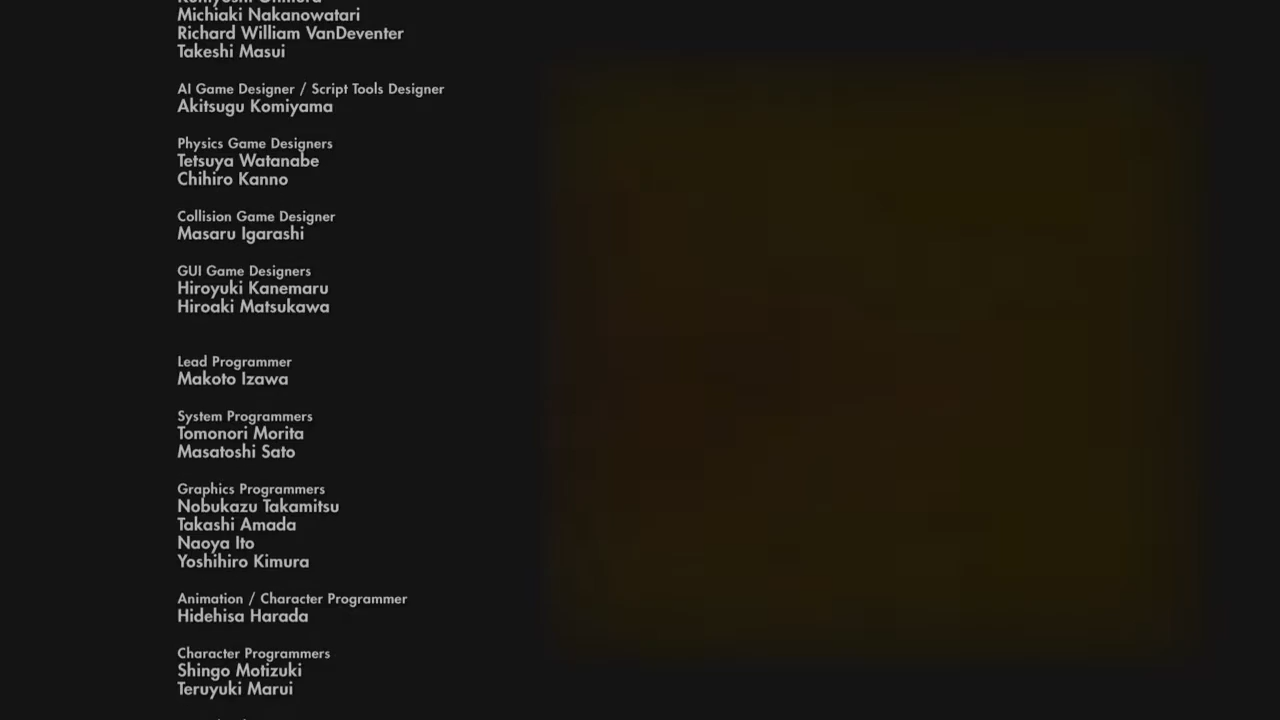 Michiaki Nakanowatari
Richard William VanDeventer
Takeshi Masui
AI Game Designer / Script Tools Designer
Akitsugu Komiyama
Physics Game Designers
Tetsuya Watanabe
Chihiro Kanno
Collision Game Designer
Masaru Igarashi
GUI Game Designers
Hiroyuki Kanemaru
Hiroaki Matsukawa
Lead Programmer
Makoto Izawa
System Programmers
Tomonori Morita
Masatoshi Sato
Graphics Programmers
Nobukazu Takamitsu
Takashi Amada
Naoya Ito
Yoshihiro Kimura
Animation / Character Programmer
Hidehisa Harada
Character Programmers
Shingo Motizuki
Teruyuki Marui